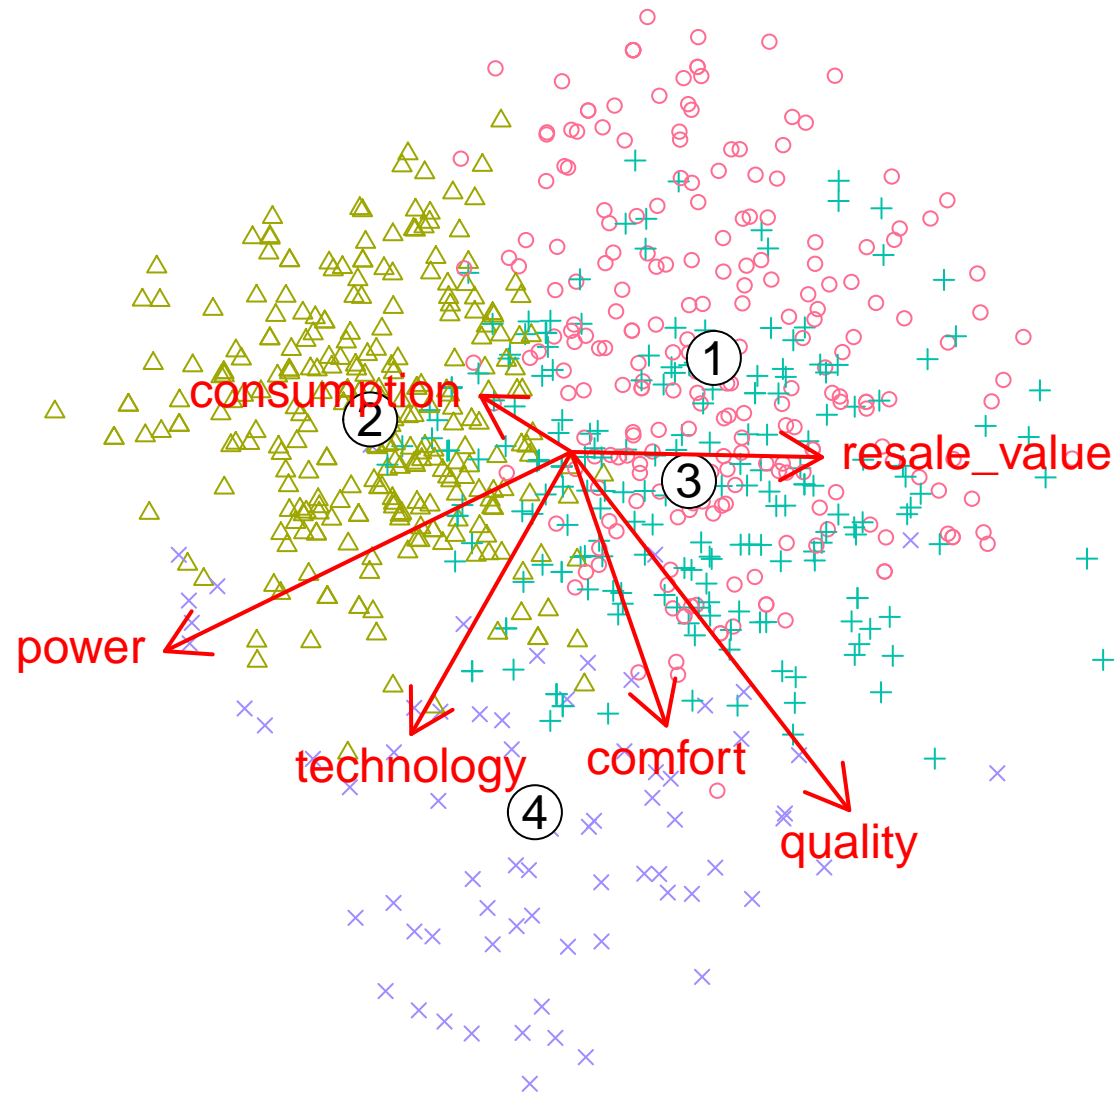 1
consumption
2
resale_value
3
power
technology
comfort
4
quality